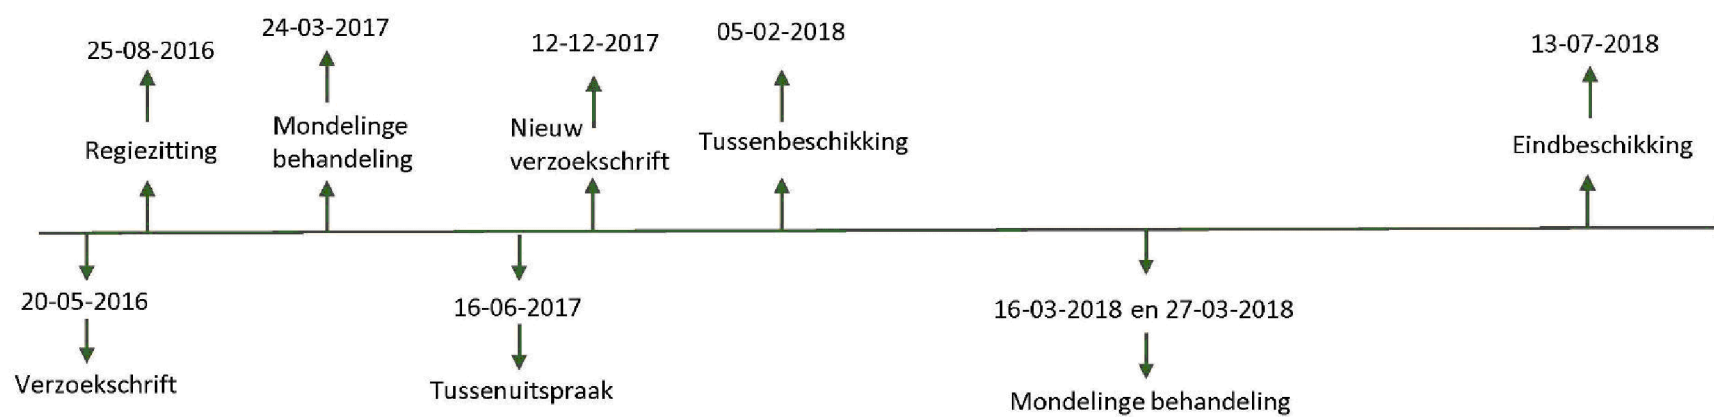 25-08-2016
24-03-2017
12-12-2017
05-02-2018
13-07-2018
Regiezitting
Mondelinge
behandeling
Nieuw
verzoekschrift
Tussenbeschikking
Eindbeschikking
20-05-2016
16-06-2017
16-03-2018 en 27-03-2018
Verzoekschrift
Tussenuitspraak
Mondelinge behandeling